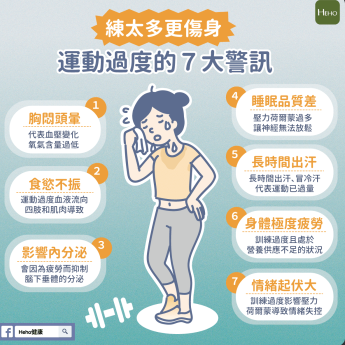 HEHO
練太多更傷身
運動過度的7大警訊
1
胸悶頭暈
代表血壓變化
氧氣含量過低
2
食慾不振
運動過度血液流向
四肢和肌肉導致
3
影響內分泌
會因為疲勞而抑制
腦下垂體的分泌
4
睡眠品質差
壓力荷爾蒙過多
讓神經無法放鬆
5
長時間出汗
長時間出汗,冒冷汗
代表運動已過量
6
身體極度疲勞
訓練過度且處於
營養供應不足的狀況
7
情緒起伏大
訓練過度影響壓力
荷爾蒙導致情緒失控
f Heho健康